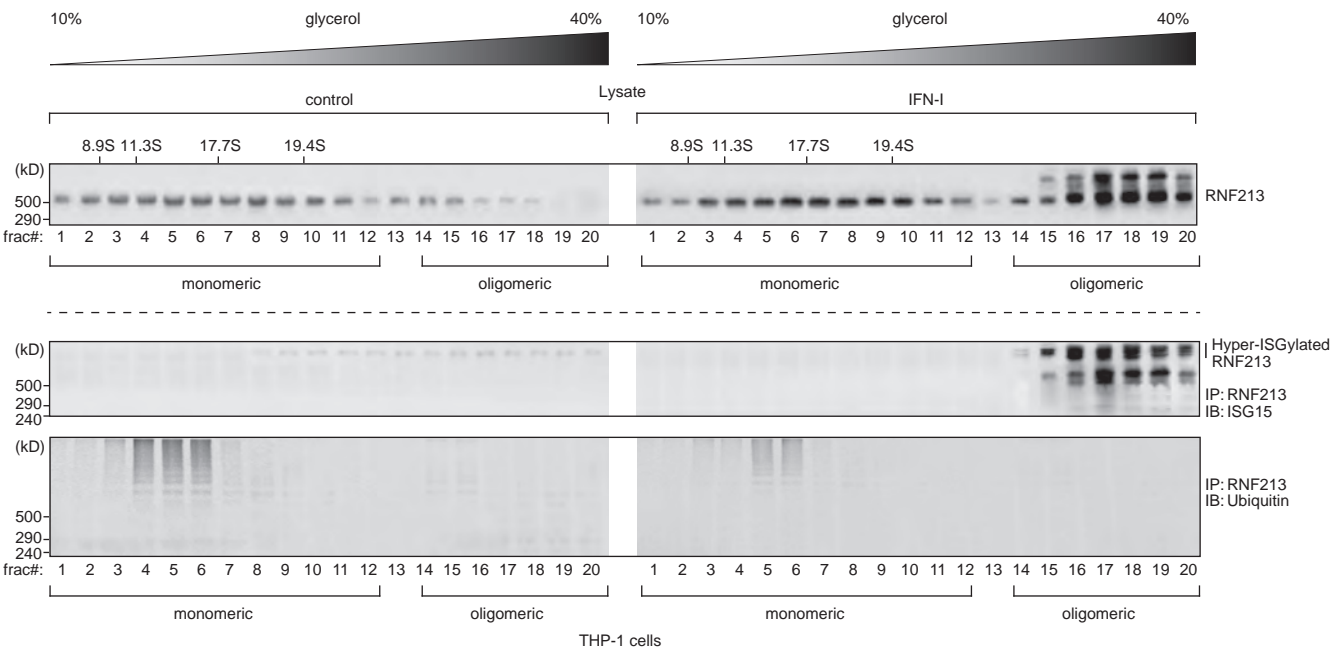 10% glycerol 40% 10% glycerol 40%
Lysate
control IFN-I
8.9S 11.3S 17.7S 19.4S 8.9S 11.3S 17.7S 19.4S
(kD)
500
290
RNF213
frac#: 1 2 3 4 5 6 7 8 9 10 11 12 13 14 15 16 17 18 19 20 1 2 3 4 5 6 7 8 9 10 11 12 13 14 15 16 17 18 19 20
monomeric oligomeric monomeric oligomeric
(kD)
500
290
240
Hyper-ISGylated
RNF213
IP: RNF213
IB: ISG15
(kD)
500
290
240
IP: RNF213
IB: Ubiquitin
frac#: 1 2 3 4 5 6 7 8 9 10 11 12 13 14 15 16 17 18 19 20 1 2 3 4 5 6 7 8 9 10 11 12 13 14 15 16 17 18 19 20
monomeric oligomeric monomeric oligomeric
THP-1 cells